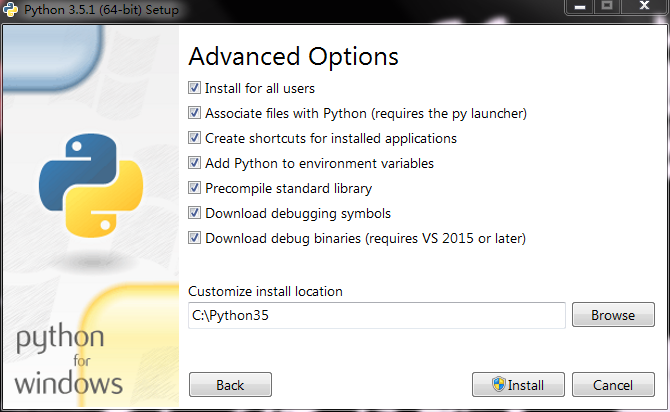 Python 3.5.1 (64-bit) Setup
Advanced Options
Install for all users
Associate files with Python (requires the py launcher)
Create shortcuts for installed applications
Add Python to environment variables
Precompile standard library
Download debugging symbols
Download debug binaries (requires VS 2015 or later)
Customize install location
C:\Python35
Browse
python
for
windows
Back
Install
Cancel